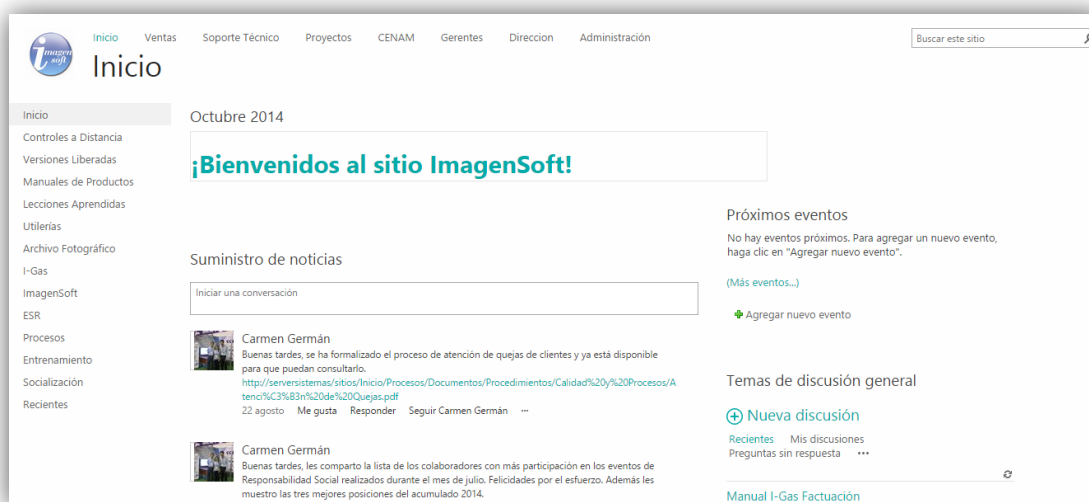 imagen
soft
Inicio Ventas Soporte Técnico Proyectos CENAM Gerentes Direccion Administración
Buscar este sitio
Inicio
Inicio
Controles a Distancia
Versiones Liberadas
Manuales de Productos
Lecciones Aprendidas
Utilerías
Archivo Fotográfico
I-Gas
ImagenSoft
ESR
Procesos
Entrenamiento
Socialización
Recientes
Octubre 2014
¡Bienvenidos al sitio ImagenSoft!
Suministro de noticias
Iniciar una conversación
Carmen Germán
Buenas tardes, se ha formalizado el proceso de atención de quejas de clientes y ya está disponible
para que puedan consultarlo.
http://serversistemas/sitios/Inicio/Procesos/Documentos/Procedimientos/Calidad%20y%20Procesos/A
tenci%C3%83n%20de%20Quejas.pdf
22 agosto Me gusta Responder Seguir Carmen Germán ···
Carmen Germán
Buenas tardes, les comparto la lista de los colaboradores con más participación en los eventos de
Responsabilidad Social realizados durante el mes de julio. Felicidades por el esfuerzo. Además les
muestro las tres mejores posiciones del acumulado 2014.
Próximos eventos
No hay eventos próximos. Para agregar un nuevo evento,
haga clic en "Agregar nuevo evento".
(Más eventos...)
Agregar nuevo evento
Temas de discusión general
Nueva discusión
Recientes Mis discusiones
Preguntas sin respuesta ···
Manual I-Gas Factuación